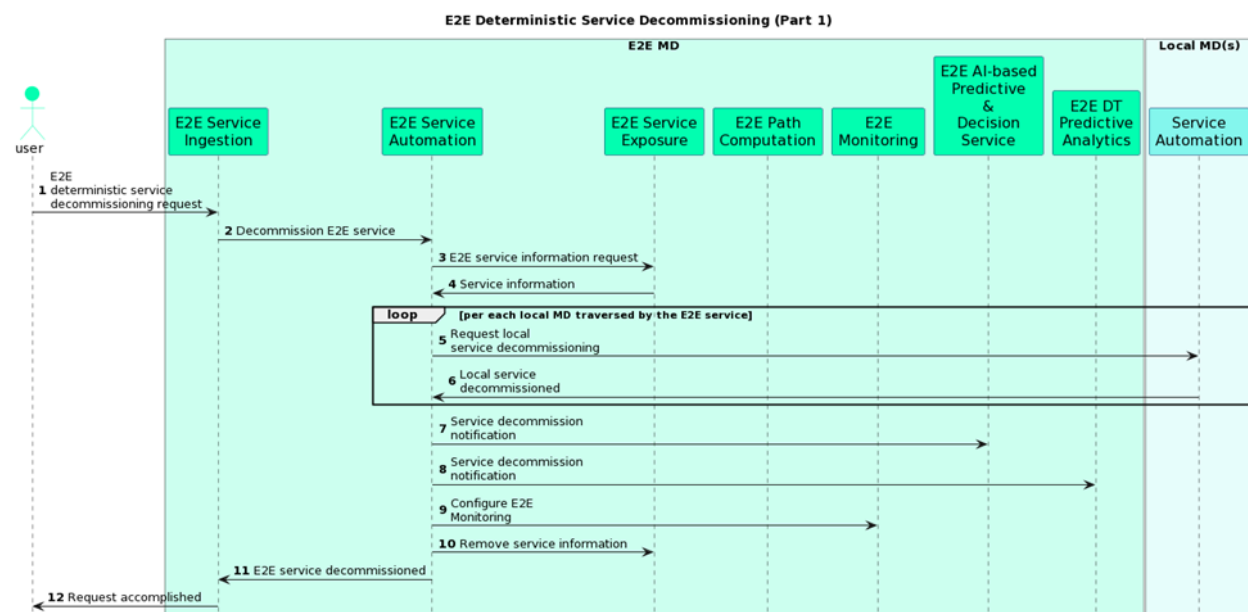 E2E Deterministic Service Decommissioning (Part 1)
E2E MD
Local MD(s)
user
E2E Service
Ingestion
E2E Service
Automation
E2E Service
Exposure
E2E Path
Computation
E2E
Monitoring
E2E AI-based
Predictive
&
Decision
Service
E2E DT
Predictive
Analytics
Service
Automation
E2E
1 deterministic service
decommissioning request
2 Decommission E2E service
3 E2E service information request
4 Service information
loop [per each local MD traversed by the E2E service]
5 Request local
service decommissioning
6 Local service
decommissioned
7 Service decommission
notification
8 Service decommission
notification
9 Configure E2E
Monitoring
10 Remove service information
11 E2E service decommissioned
12 Request accomplished